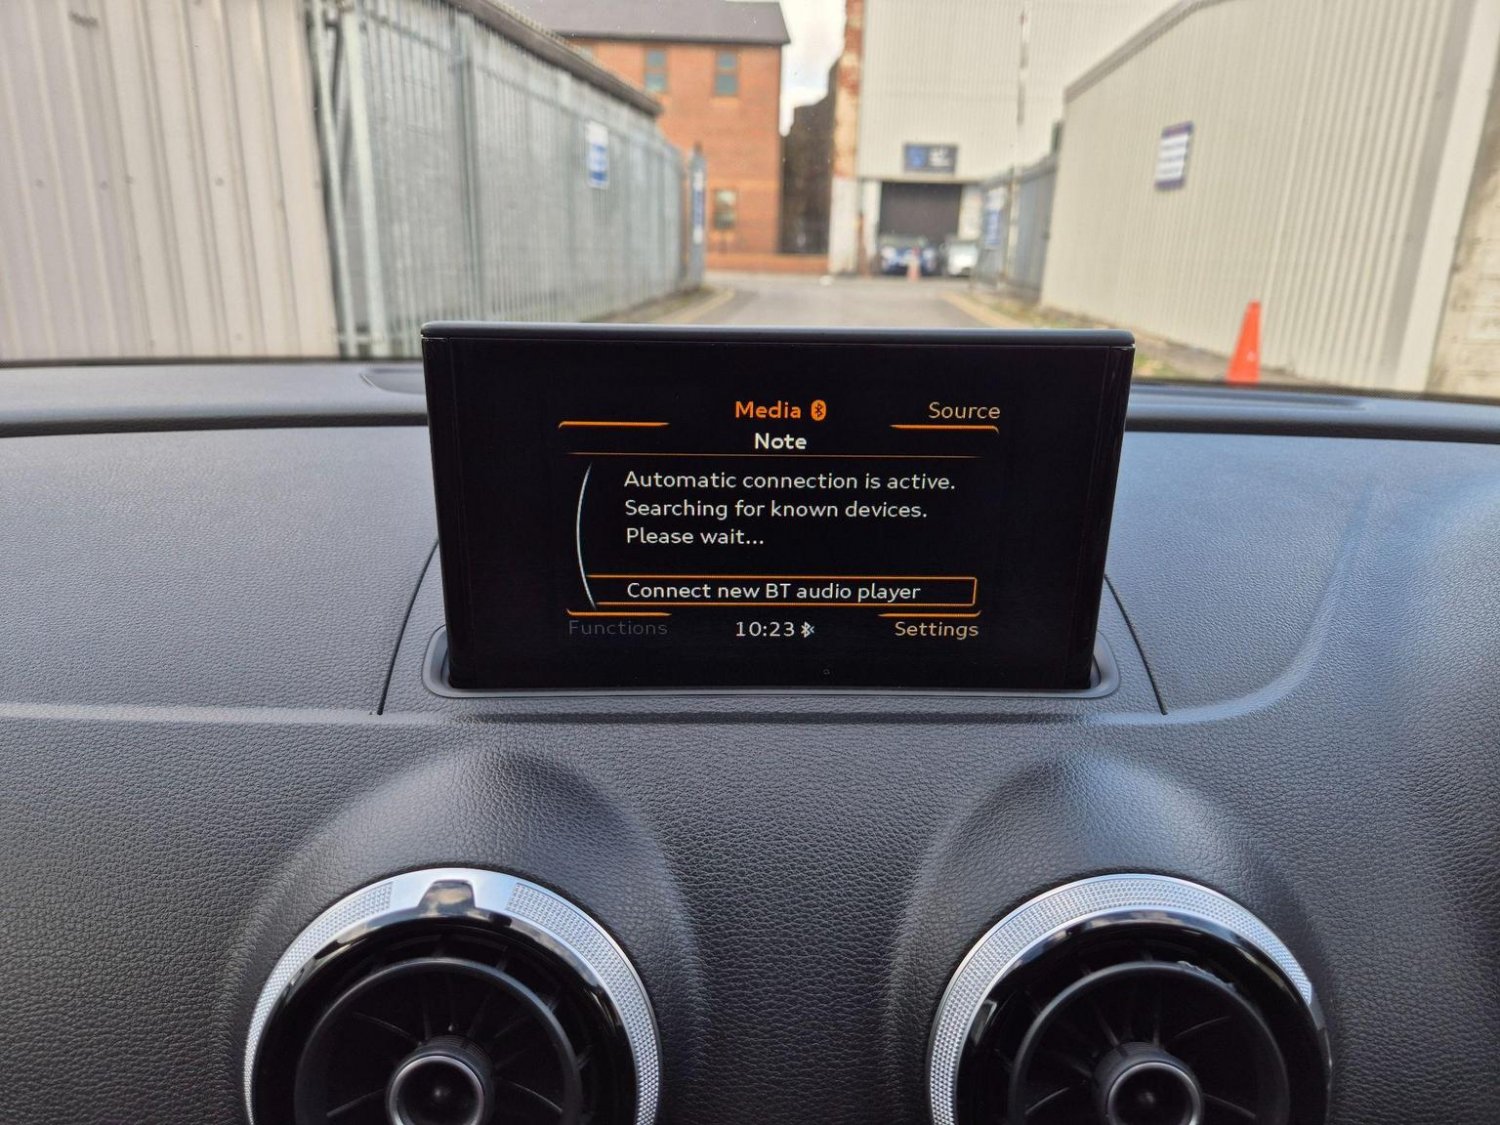 Media
Source
Note
Automatic connection is active.
Searching for known devices.
Please wait...
Connect new BT audio player
Functions
10:23
Settings